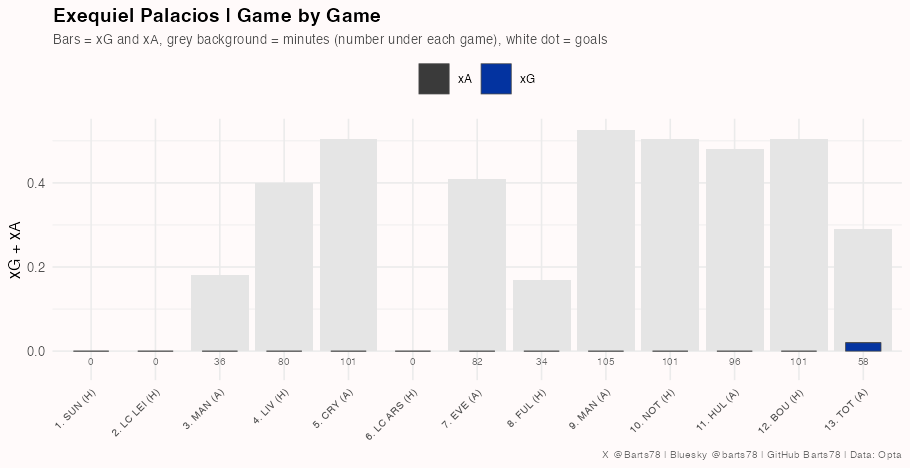 Exequiel Palacios | Game by Game
Bars = xG and xA, grey background = minutes (number under each game), white dot = goals
xA xG
xG + xA
0.4
0.2
0.0
0 0 36 80 101 0 82 34 105 101 96 101 58
1. SUN (H)
2. LC LEI (H)
3. MAN (A)
4. LIV (H)
5. CRY (A)
6. LC ARS (H)
7. EVE (A)
8. FUL (H)
9. MAN (A)
10. NOT (H)
11. HUL (A)
12. BOU (H)
13. TOT (A)
X @Barts78 | Bluesky @barts78 | GitHub Barts78 | Data: Opta